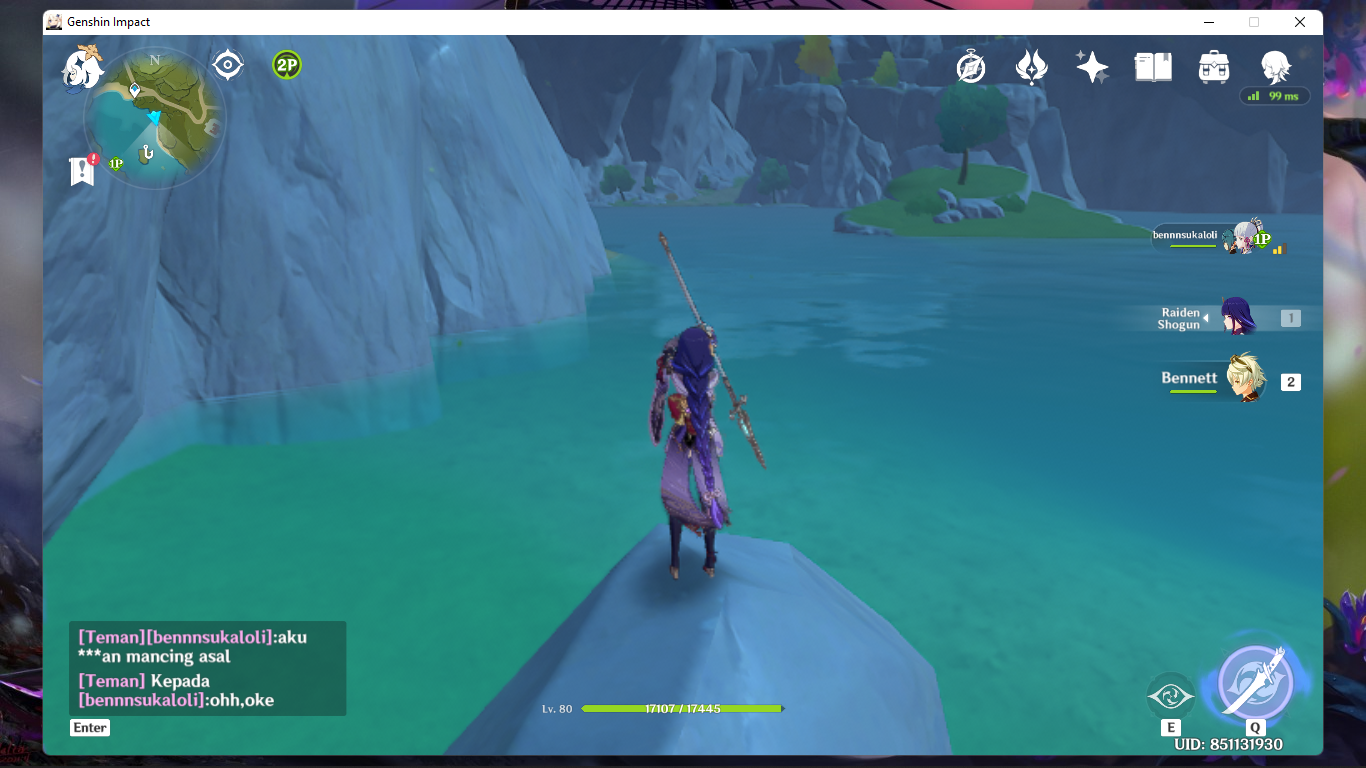 Genshin Impact
N
2P
99 ms
1P
bennnsukaloli
1P
Raiden
Shogun
1
Bennett
2
[Teman][bennnsukaloli]:aku
***an mancing asal
[Teman] Kepada
[bennnsukaloli]:ohh,oke
Enter
Lv. 80
17107 / 17445
E
Q
UID: 851131930